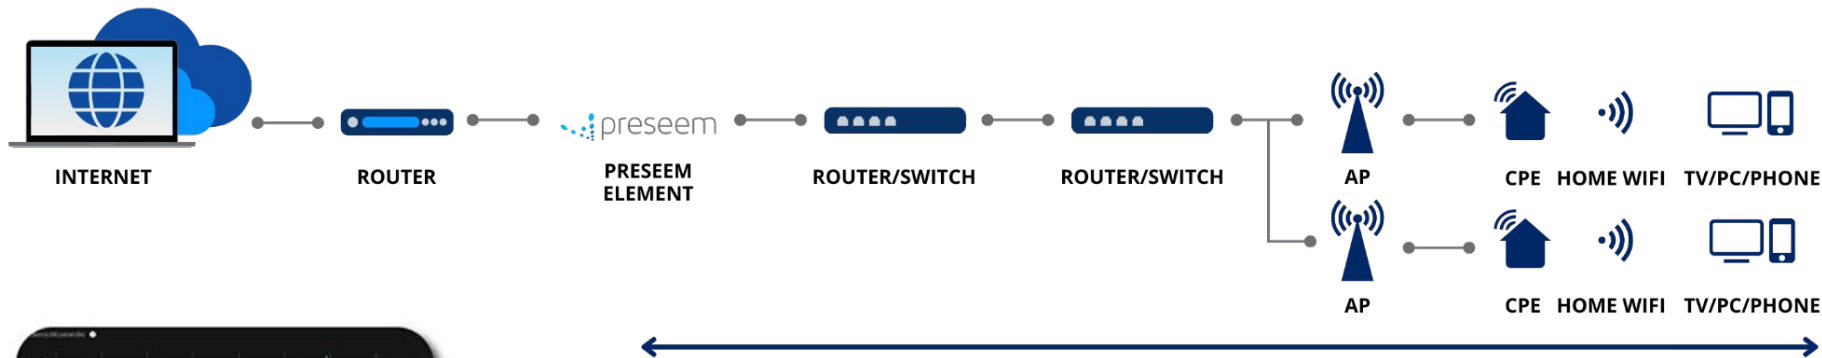 preseem
INTERNET
ROUTER
PRESEEM
ELEMENT
ROUTER/SWITCH
ROUTER/SWITCH
AP
CPE
HOME WIFI
TV/PC/PHONE
AP
CPE
HOME WIFI
TV/PC/PHONE